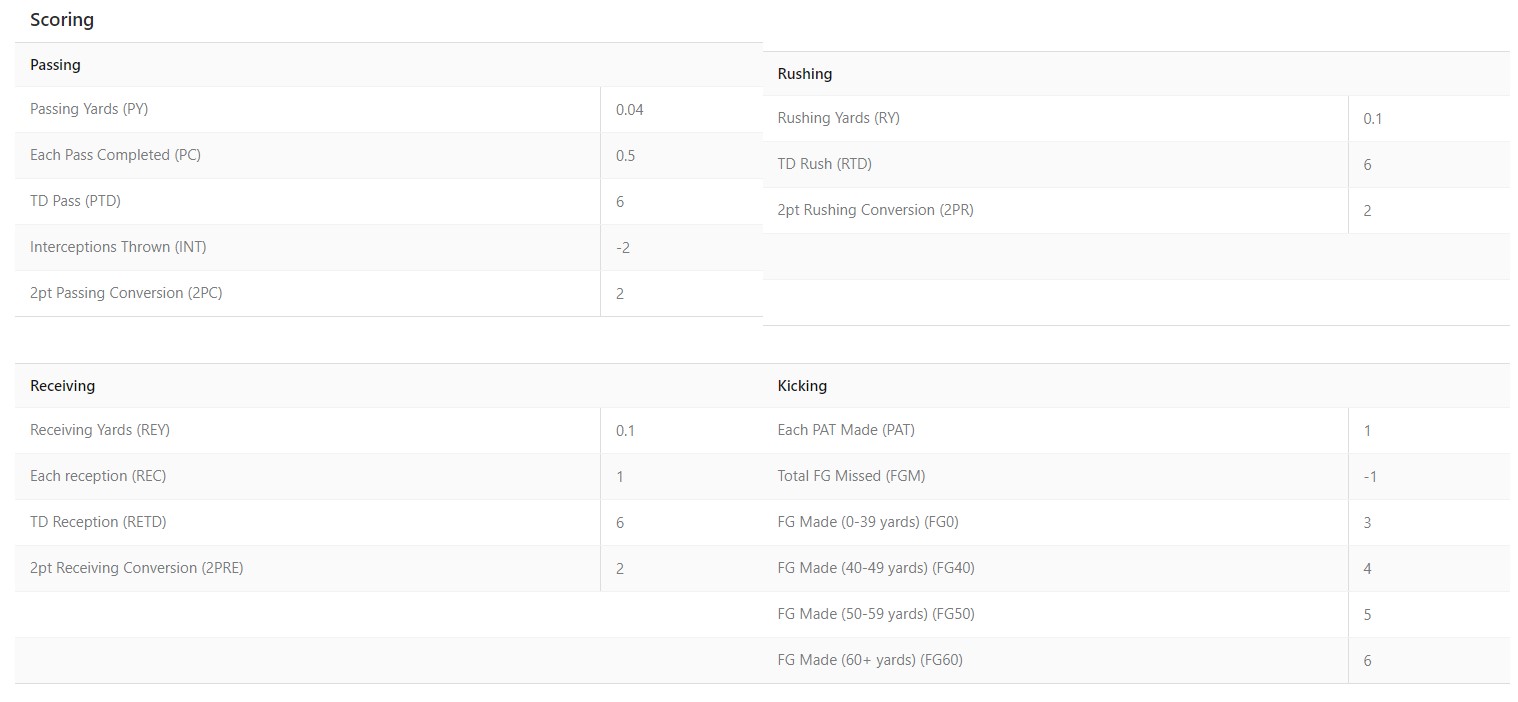 Scoring
Passing
Passing Yards (PY) 0.04
Each Pass Completed (PC) 0.5
TD Pass (PTD) 6
Interceptions Thrown (INT) -2
2pt Passing Conversion (2PC) 2
Rushing
Rushing Yards (RY) 0.1
TD Rush (RTD) 6
2pt Rushing Conversion (2PR) 2
Receiving
Receiving Yards (REY) 0.1
Each reception (REC) 1
TD Reception (RETD) 6
2pt Receiving Conversion (2PRE) 2
Kicking
Each PAT Made (PAT) 1
Total FG Missed (FGM) -1
FG Made (0-39 yards) (FG0) 3
FG Made (40-49 yards) (FG40) 4
FG Made (50-59 yards) (FG50) 5
FG Made (60+ yards) (FG60) 6